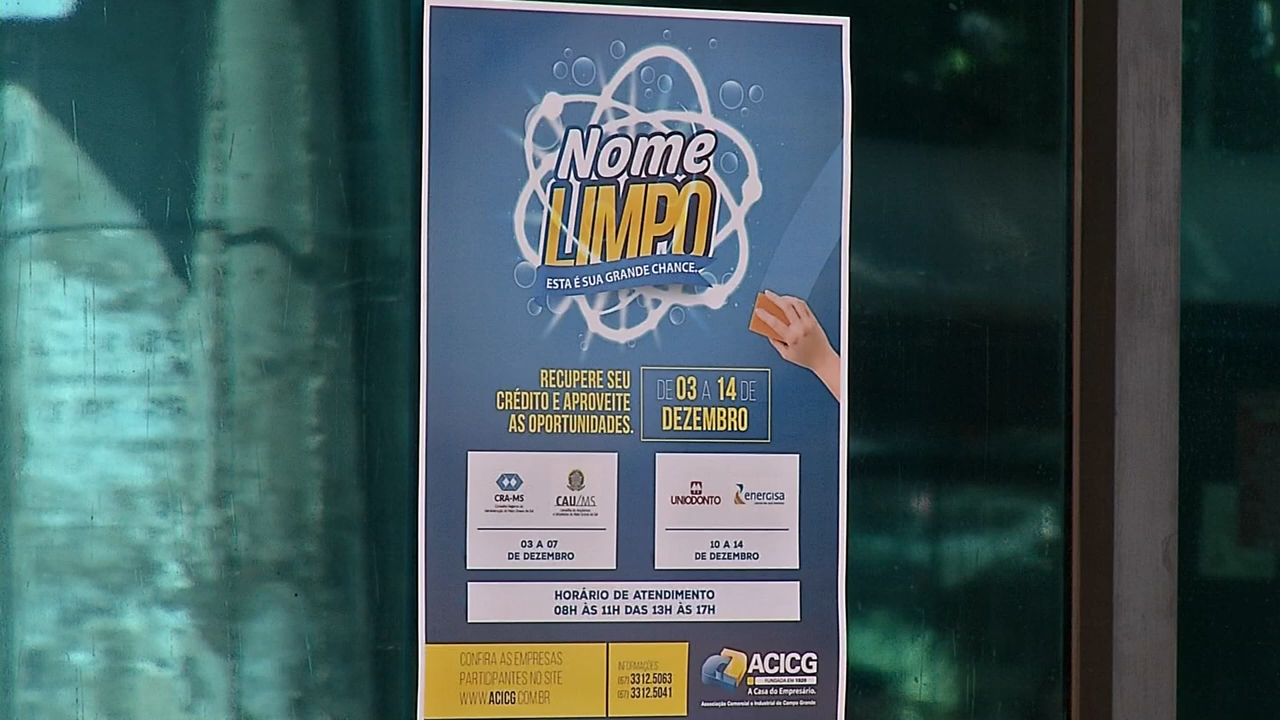 Nome
LIMPO
ESTA É SUA GRANDE CHANCE...
RECUPERE SEU
CRÉDITO E APROVEITE
AS OPORTUNIDADES.
DE 03 A 14 DE
DEZEMBRO
CRA-MS
CAU/MS
03 A 07
DE DEZEMBRO
UNIODONTO
energisa
10 A 14
DE DEZEMBRO
HORÁRIO DE ATENDIMENTO
08H ÀS 11H DAS 13H ÀS 17H
CONFIRA AS EMPRESAS
PARTICIPANTES NO SITE
WWW.ACICG.COM.BR
INFORMAÇÕES
(67) 3312.5063
(67) 3312.5041
ACICG
FUNDADA EM 1926
A Casa do Empresário.
Associação Comercial e Industrial de Campo Grande